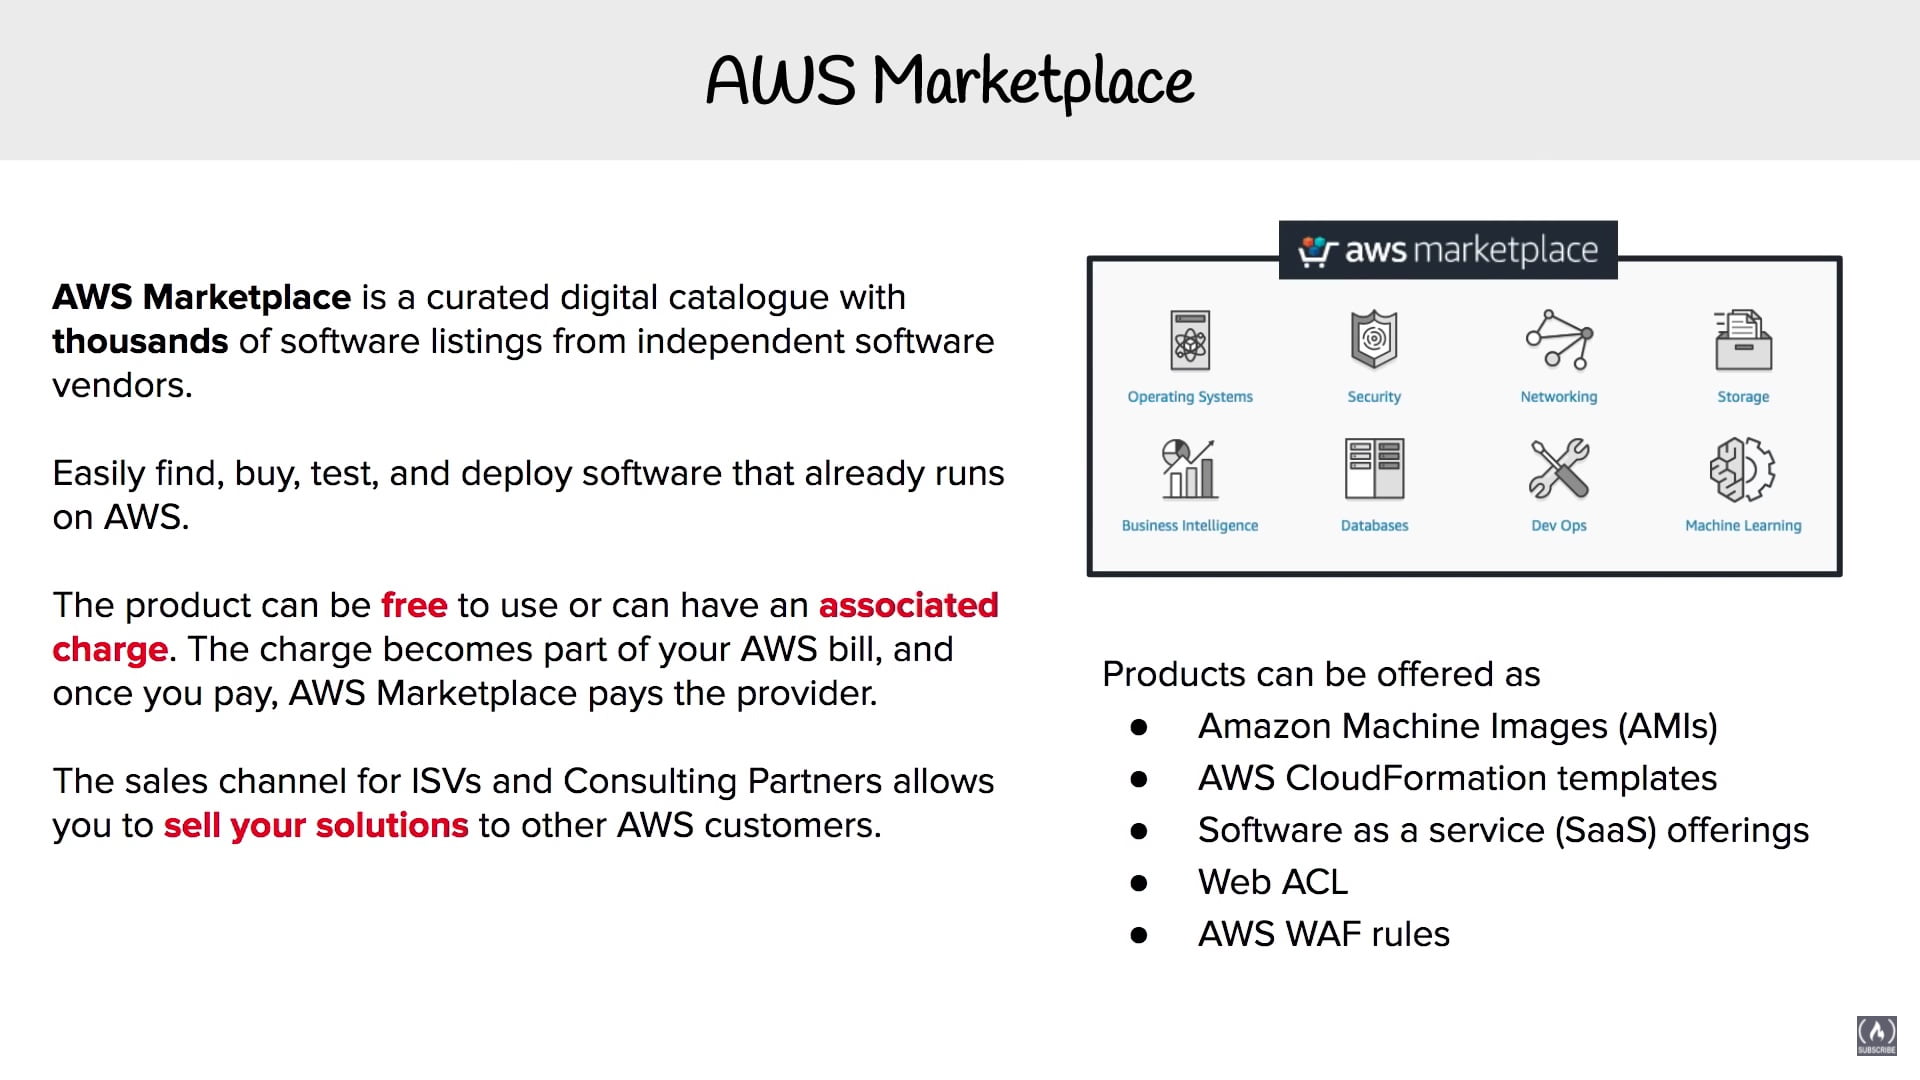 AWS Marketplace
AWS Marketplace is a curated digital catalogue with
thousands of software listings from independent software
vendors.
Easily find, buy, test, and deploy software that already runs
on AWS.
The product can be free to use or can have an associated
charge. The charge becomes part of your AWS bill, and
once you pay, AWS Marketplace pays the provider.
The sales channel for ISVs and Consulting Partners allows
you to sell your solutions to other AWS customers.
aws marketplace
Operating Systems
Security
Networking
Storage
Business Intelligence
Databases
Dev Ops
Machine Learning
Products can be offered as
● Amazon Machine Images (AMIs)
● AWS CloudFormation templates
● Software as a service (SaaS) offerings
● Web ACL
● AWS WAF rules
SUBSCRIBE